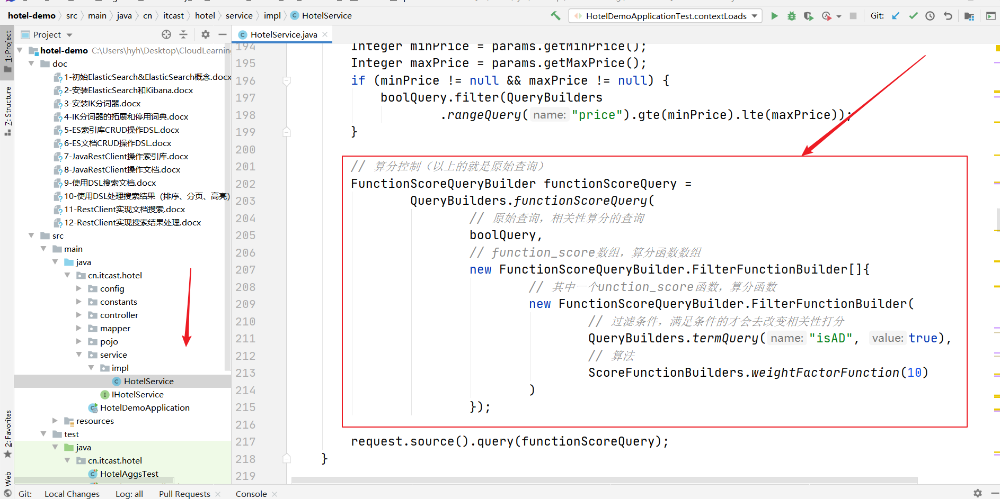 hotel-demo src main java cn itcast hotel service impl HotelService
HotelDemoApplicationTest.contextLoads
Git:
Project
HotelService.java
1: Project
Z: Structure
2: Favorites
Web
hotel-demo C:\Users\hyh\Desktop\CloudLearning
doc
1-初始ElasticSearch&ElasticSearch概念.docx
2-安装ElasticSearch和Kibana.docx
3-安装IK分词器.docx
4-IK分词器的拓展和停用词典.docx
5-ES索引库CRUD操作DSL.docx
6-ES文档CRUD操作DSL.docx
7-JavaRestClient操作索引库.docx
8-JavaRestClient操作文档.docx
9-使用DSL搜索文档.docx
10-使用DSL处理搜索结果（排序、分页、高亮）
11-RestClient实现文档搜索.docx
12-RestClient实现搜索结果处理.docx
src
main
java
cn.itcast.hotel
config
constants
controller
mapper
pojo
service
impl
HotelService
IHotelService
HotelDemoApplication
resources
test
java
cn.itcast.hotel
HotelAggsTest
194 Integer minPrice = params.getMinPrice();
195 Integer maxPrice = params.getMaxPrice();
196 if (minPrice != null && maxPrice != null) {
197 boolQuery.filter(QueryBuilders
198 .rangeQuery( name: "price").gte(minPrice).lte(maxPrice));
199 }
200
201 // 算分控制（以上的就是原始查询）
202 FunctionScoreQueryBuilder functionScoreQuery =
203 QueryBuilders.functionScoreQuery(
204 // 原始查询，相关性算分的查询
205 boolQuery,
206 // function_score数组，算分函数数组
207 new FunctionScoreQueryBuilder.FilterFunctionBuilder[]{
208 // 其中一个unction_score函数，算分函数
209 new FunctionScoreQueryBuilder.FilterFunctionBuilder(
210 // 过滤条件，满足条件的才会去改变相关性打分
211 QueryBuilders.termQuery( name: "isAD", value: true),
212 // 算法
213 ScoreFunctionBuilders.weightFactorFunction(10)
214 )
215 });
216
217 request.source().query(functionScoreQuery);
218 }
219
Git: Local Changes Log: all Pull Requests Console